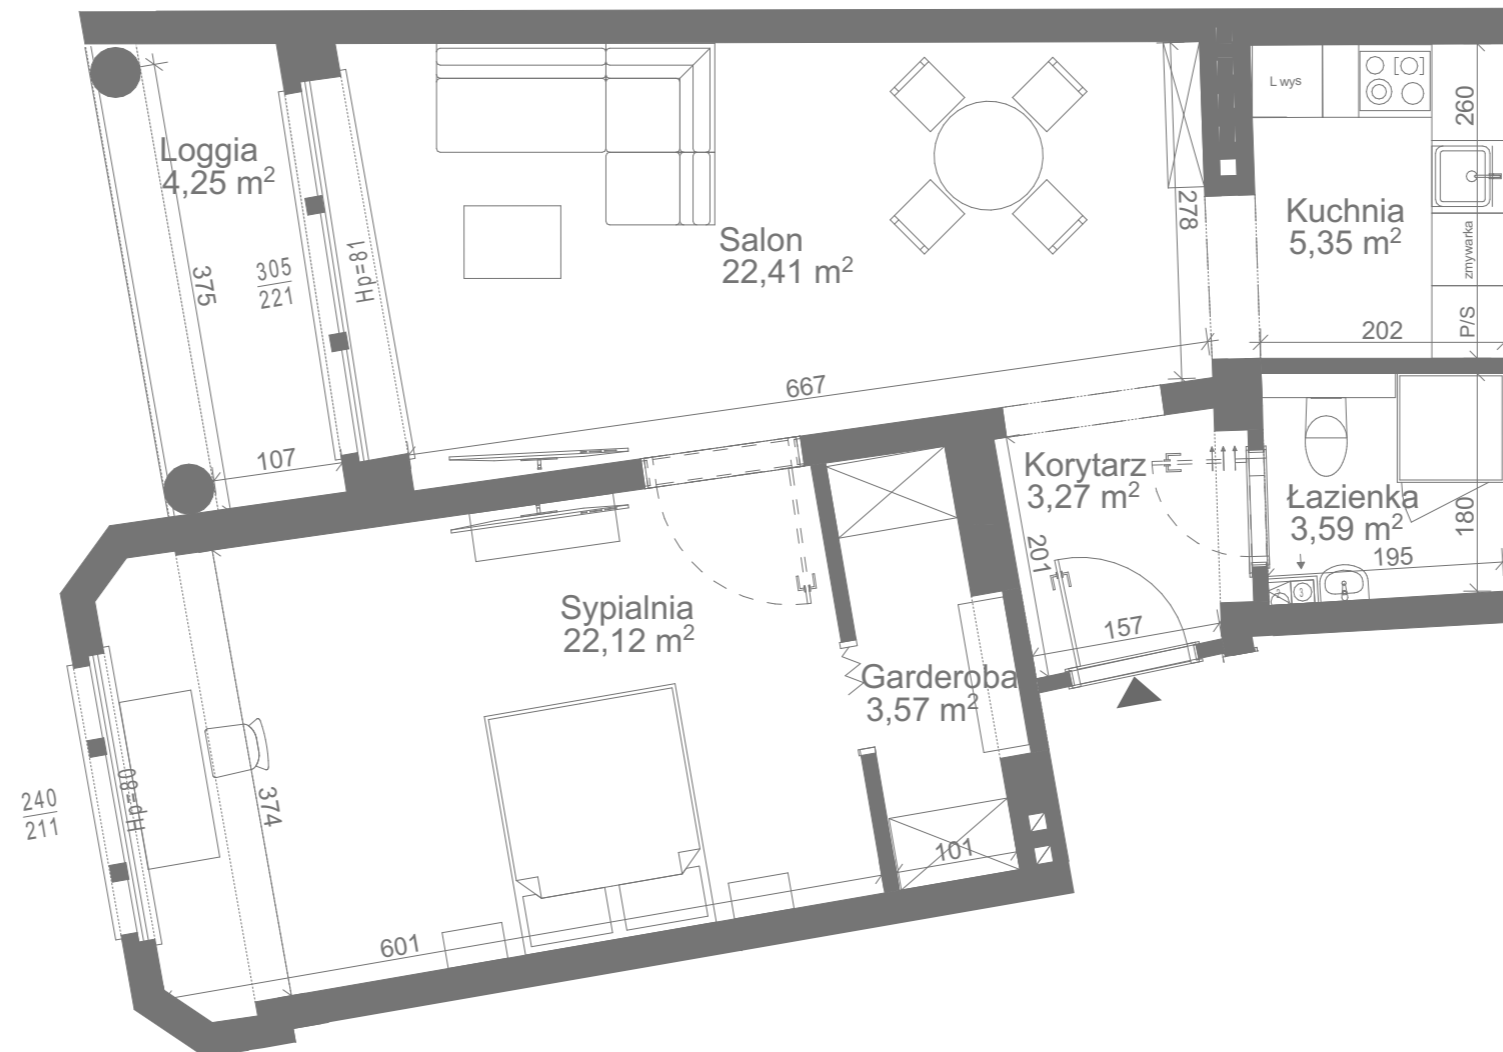 L wys
260
Loggia
4,25 m²
375
305
221
Hp=81
Salon
22,41 m²
278
Kuchnia
5,35 m²
zmywarka
P/S
202
667
107
Korytarz
3,27 m²
201
157
Łazienka
3,59 m²
180
195
2
3
Sypialnia
22,12 m²
Garderoba
3,57 m²
240
211
Hp=80
374
101
601